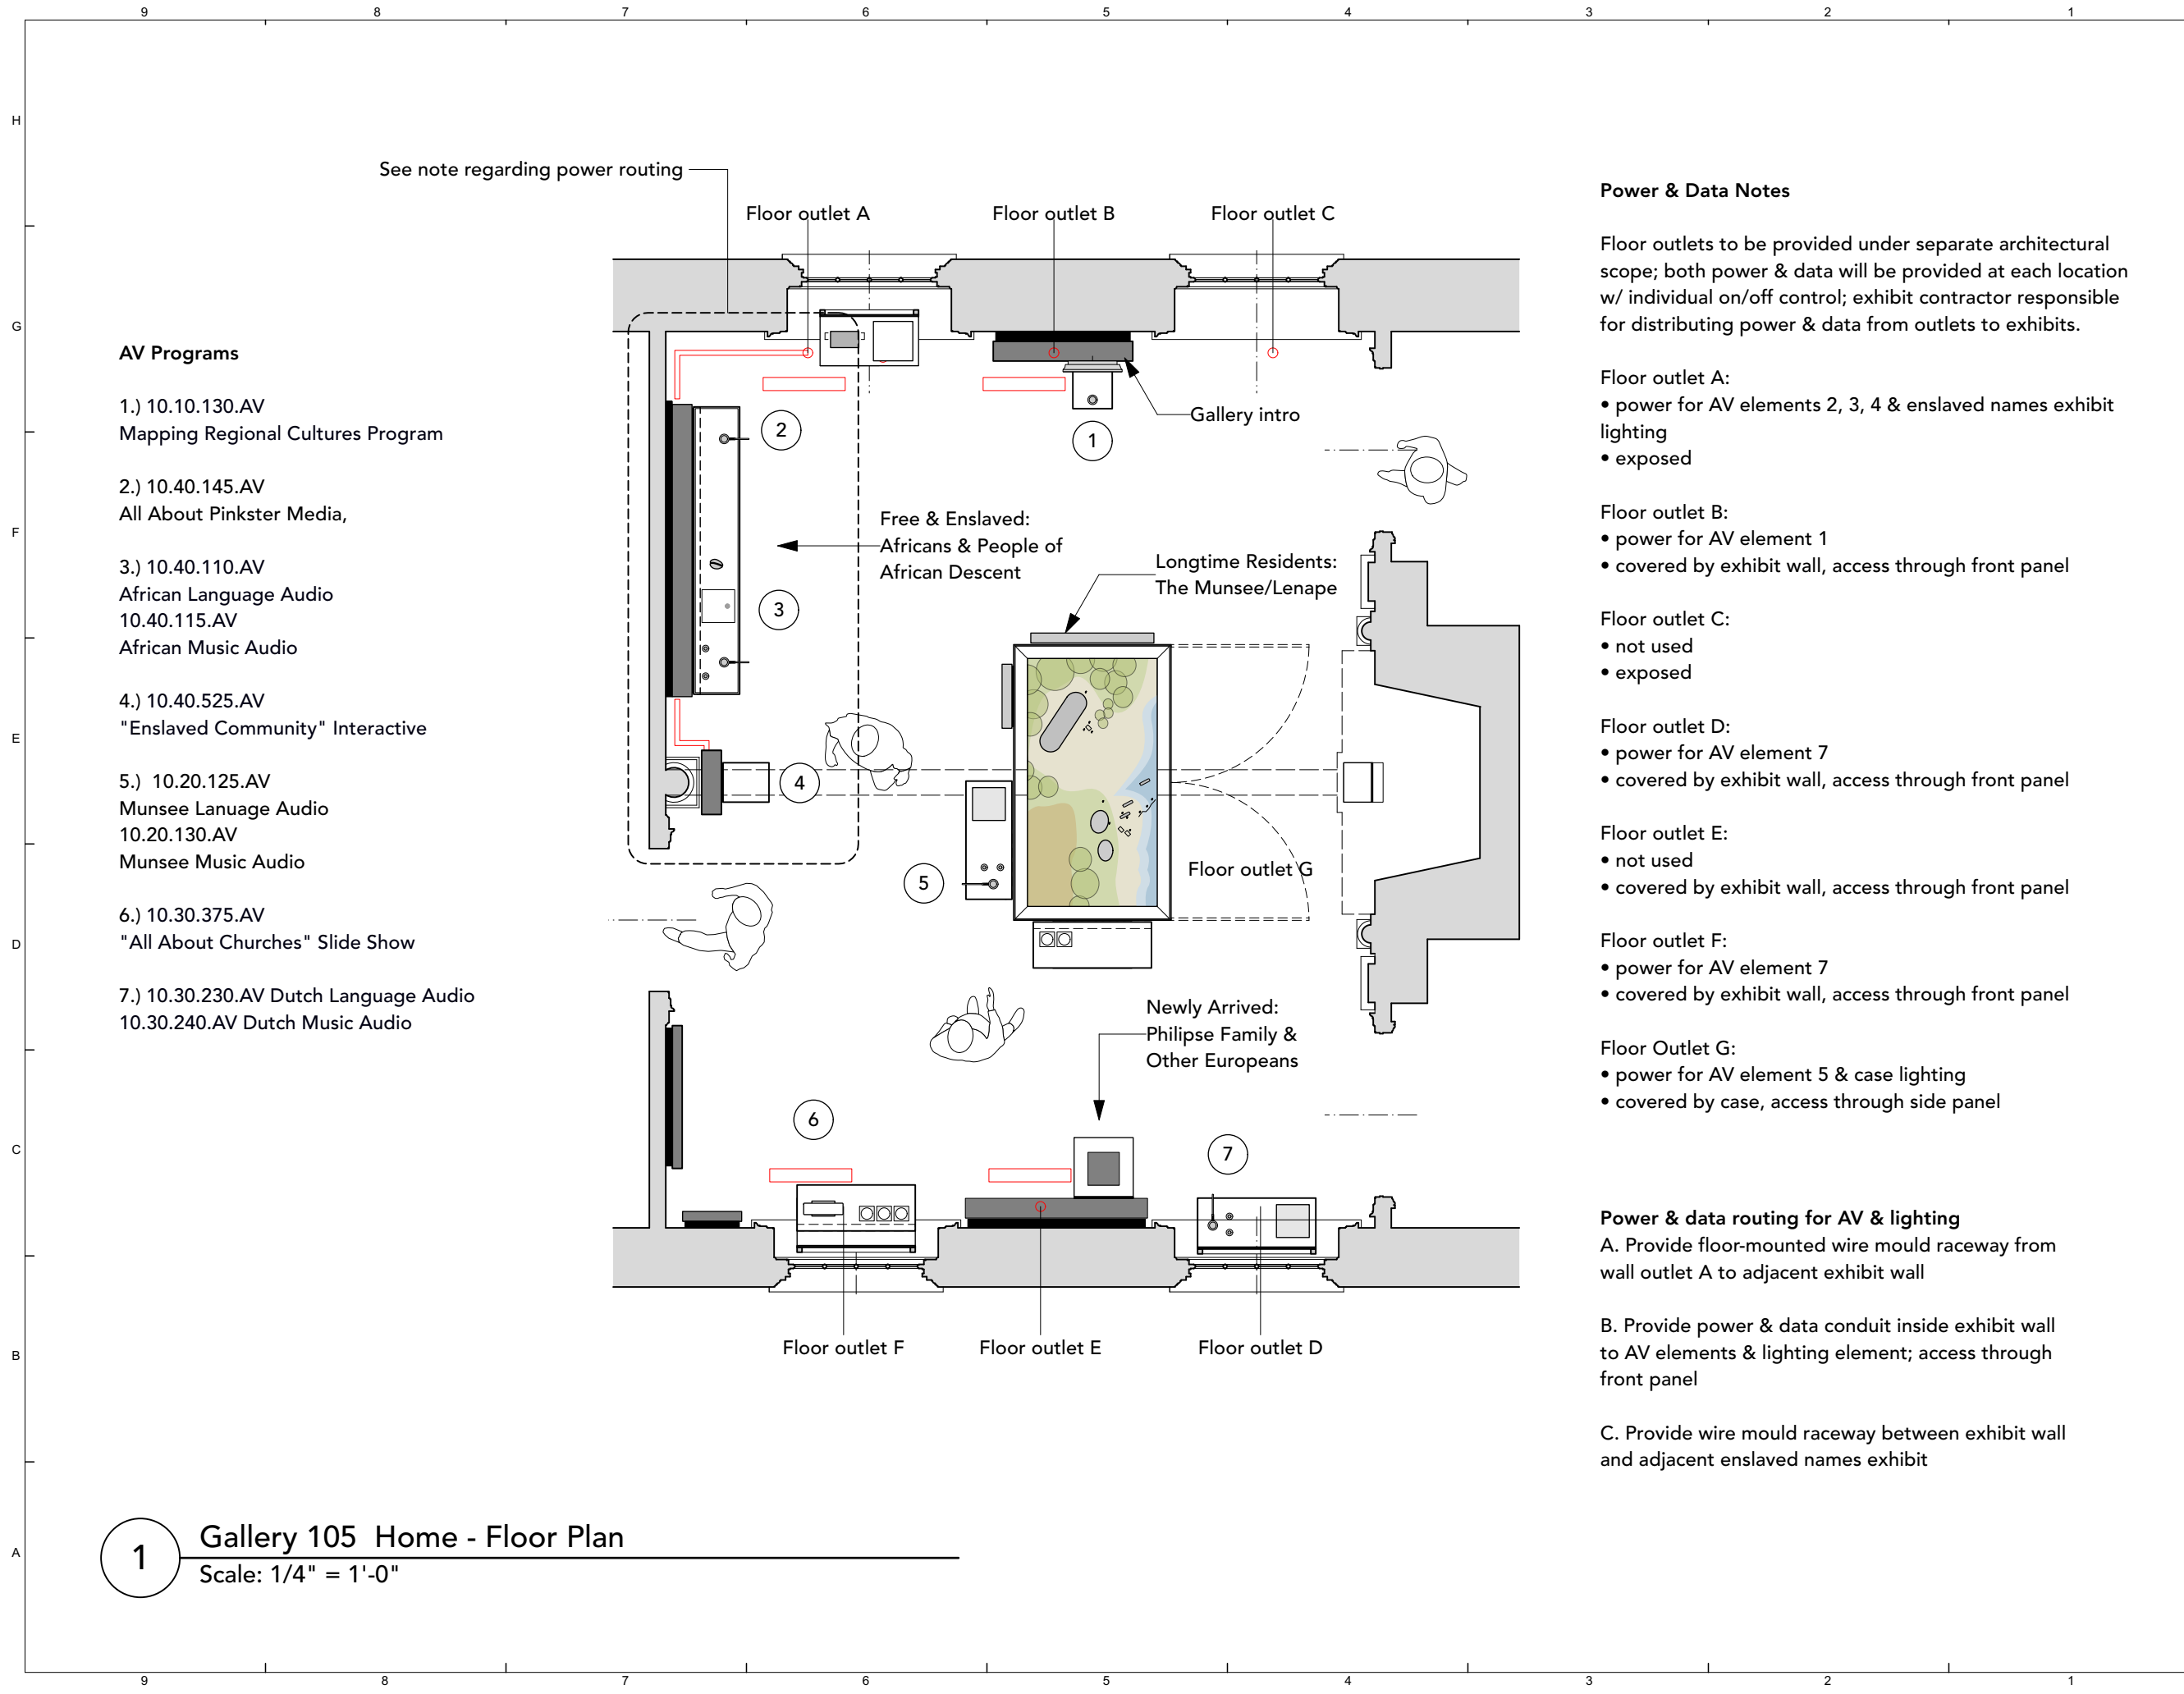 9 8 7 6 5 4 3 2 1
H
G
F
E
D
C
B
A
See note regarding power routing
Floor outlet A
Floor outlet B
Floor outlet C
AV Programs
1.) 10.10.130.AV
Mapping Regional Cultures Program
2.) 10.40.145.AV
All About Pinkster Media,
3.) 10.40.110.AV
African Language Audio
10.40.115.AV
African Music Audio
4.) 10.40.525.AV
"Enslaved Community" Interactive
5.) 10.20.125.AV
Munsee Lanuage Audio
10.20.130.AV
Munsee Music Audio
6.) 10.30.375.AV
"All About Churches" Slide Show
7.) 10.30.230.AV Dutch Language Audio
10.30.240.AV Dutch Music Audio
Gallery intro
1
2
3
4
5
6
7
Free & Enslaved:
Africans & People of
African Descent
Longtime Residents:
The Munsee/Lenape
Floor outlet G
Newly Arrived:
Philipse Family &
Other Europeans
Floor outlet F
Floor outlet E
Floor outlet D
Power & Data Notes
Floor outlets to be provided under separate architectural
scope; both power & data will be provided at each location
w/ individual on/off control; exhibit contractor responsible
for distributing power & data from outlets to exhibits.
Floor outlet A:
• power for AV elements 2, 3, 4 & enslaved names exhibit
lighting
• exposed
Floor outlet B:
• power for AV element 1
• covered by exhibit wall, access through front panel
Floor outlet C:
• not used
• exposed
Floor outlet D:
• power for AV element 7
• covered by exhibit wall, access through front panel
Floor outlet E:
• not used
• covered by exhibit wall, access through front panel
Floor outlet F:
• power for AV element 7
• covered by exhibit wall, access through front panel
Floor Outlet G:
• power for AV element 5 & case lighting
• covered by case, access through side panel
Power & data routing for AV & lighting
A. Provide floor-mounted wire mould raceway from
wall outlet A to adjacent exhibit wall
B. Provide power & data conduit inside exhibit wall
to AV elements & lighting element; access through
front panel
C. Provide wire mould raceway between exhibit wall
and adjacent enslaved names exhibit
1
Gallery 105 Home - Floor Plan
Scale: 1/4" = 1'-0"
9 8 7 6 5 4 3 2 1